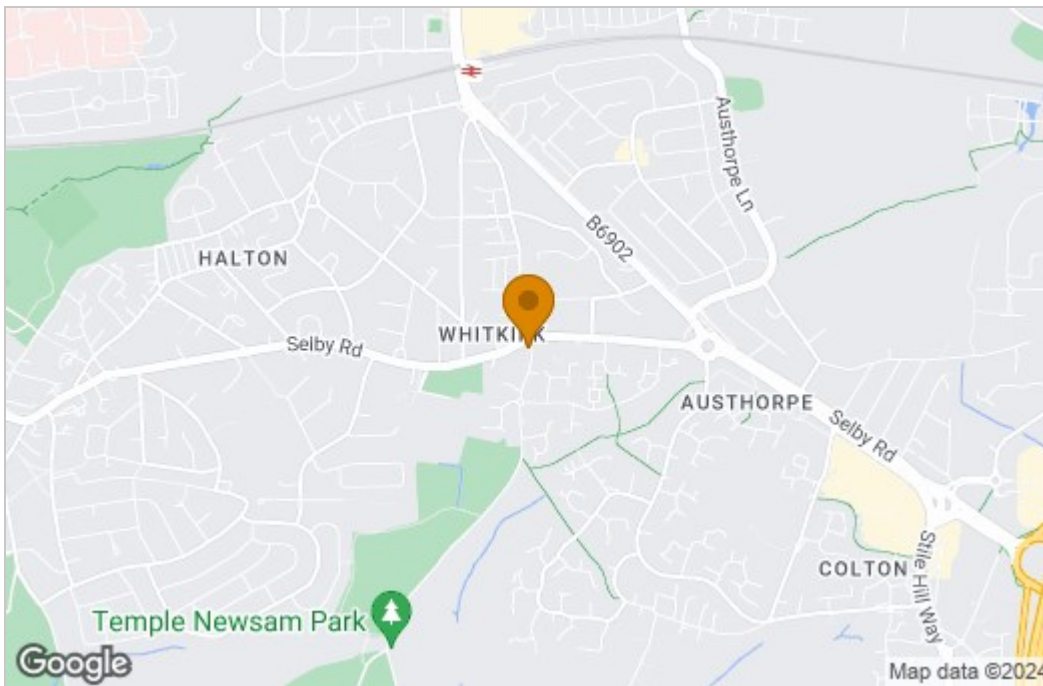 Austhorpe Ln
B6902
HALTON
WHITKIRK
Selby Rd
AUSTHORPE
Selby Rd
COLTON
Stile Hill Way
Temple Newsam Park
Google
Map data ©2024